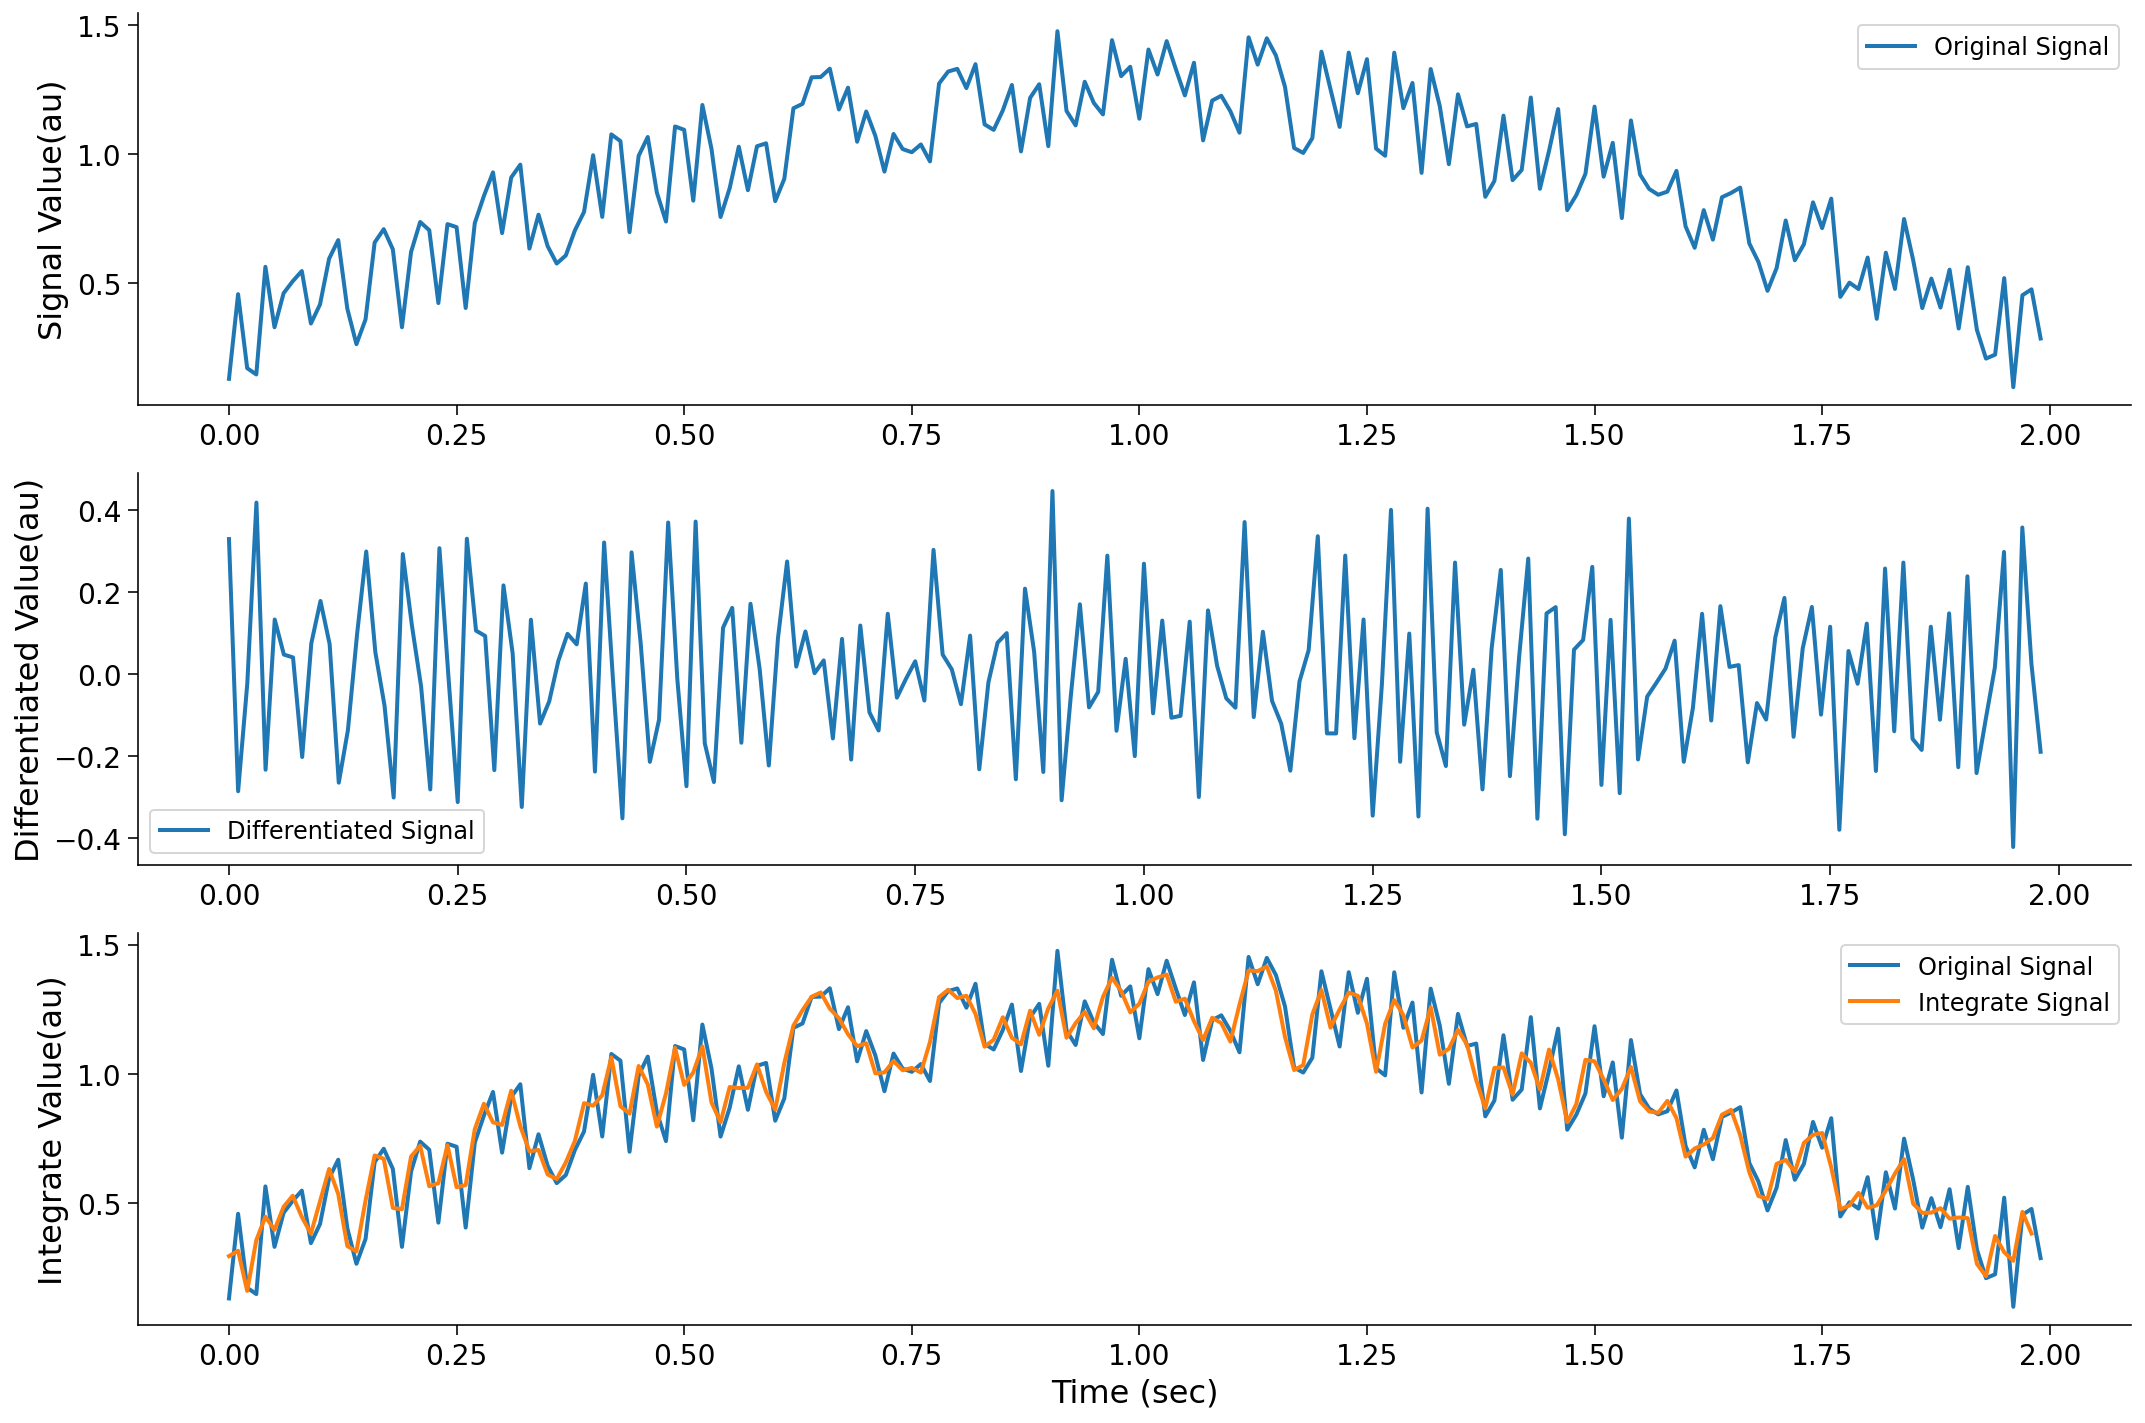 Signal Value(au)
1.5
1.0
0.5
Original Signal
0.00 0.25 0.50 0.75 1.00 1.25 1.50 1.75 2.00
Differentiated Value(au)
0.4
0.2
0.0
−0.2
−0.4
Differentiated Signal
0.00 0.25 0.50 0.75 1.00 1.25 1.50 1.75 2.00
Integrate Value(au)
1.5
1.0
0.5
Original Signal
Integrate Signal
0.00 0.25 0.50 0.75 1.00 1.25 1.50 1.75 2.00
Time (sec)